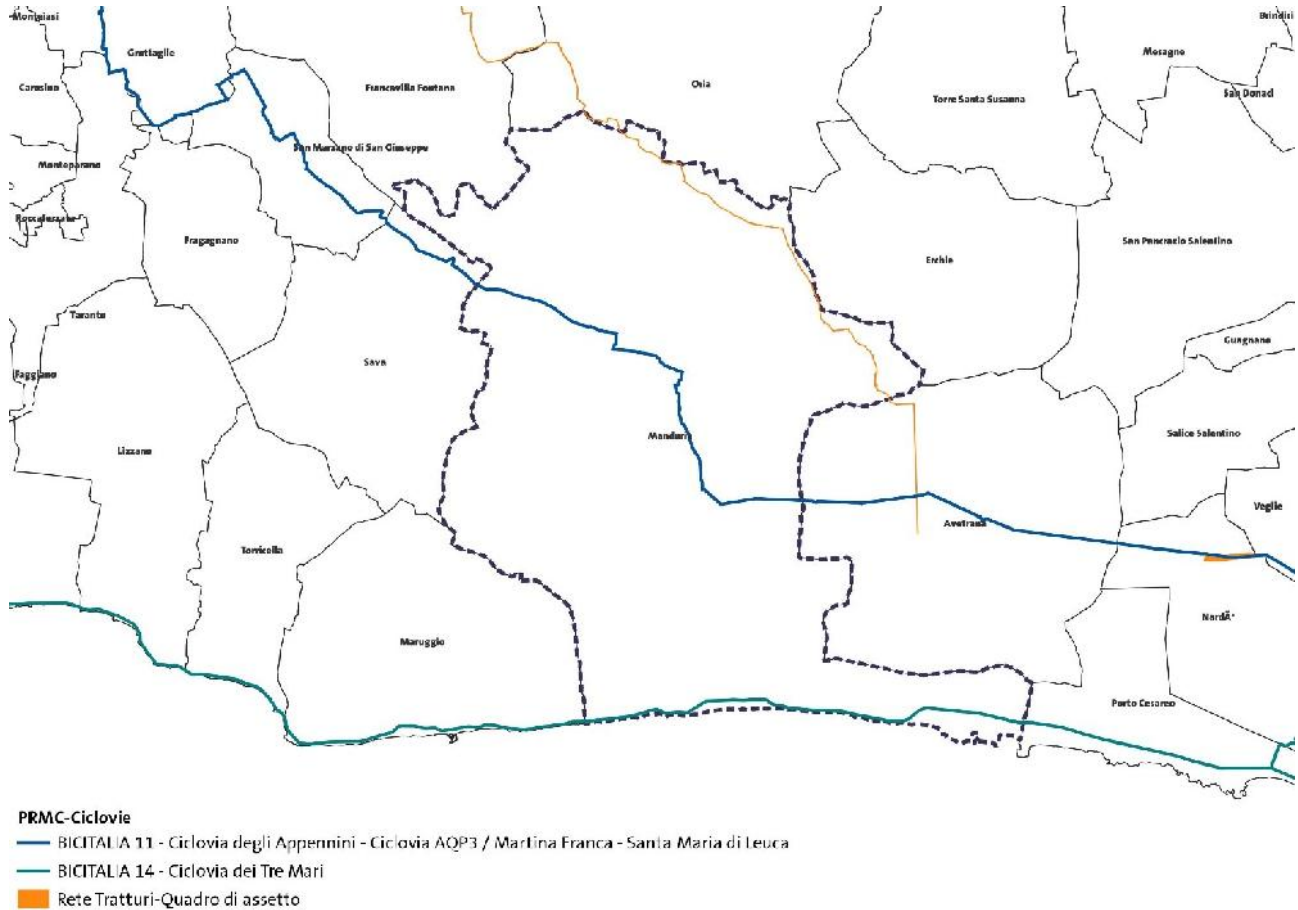 Monteiasi
Grottaglie
Brindisi
Mesagne
Carosino
Francavilla Fontana
Oria
Torre Santa Susanna
San Donaci
San Marzano di San Giuseppe
Monteparano
Roccaforzata
Fragagnano
Erchie
San Pancrazio Salentino
Taranto
Guagnano
Faggiano
Sava
Manduria
Salice Salentino
Lizzano
Veglie
Avetrana
Torricella
NordÃ²
Maruggio
Porto Cesareo
PRMC-Ciclovie
BICITALIA 11 - Ciclovia degli Appennini - Ciclovia AQP3 / Martina Franca - Santa Maria di Leuca
BICITALIA 14 - Ciclovia dei Tre Mari
Rete Tratturi-Quadro di assetto